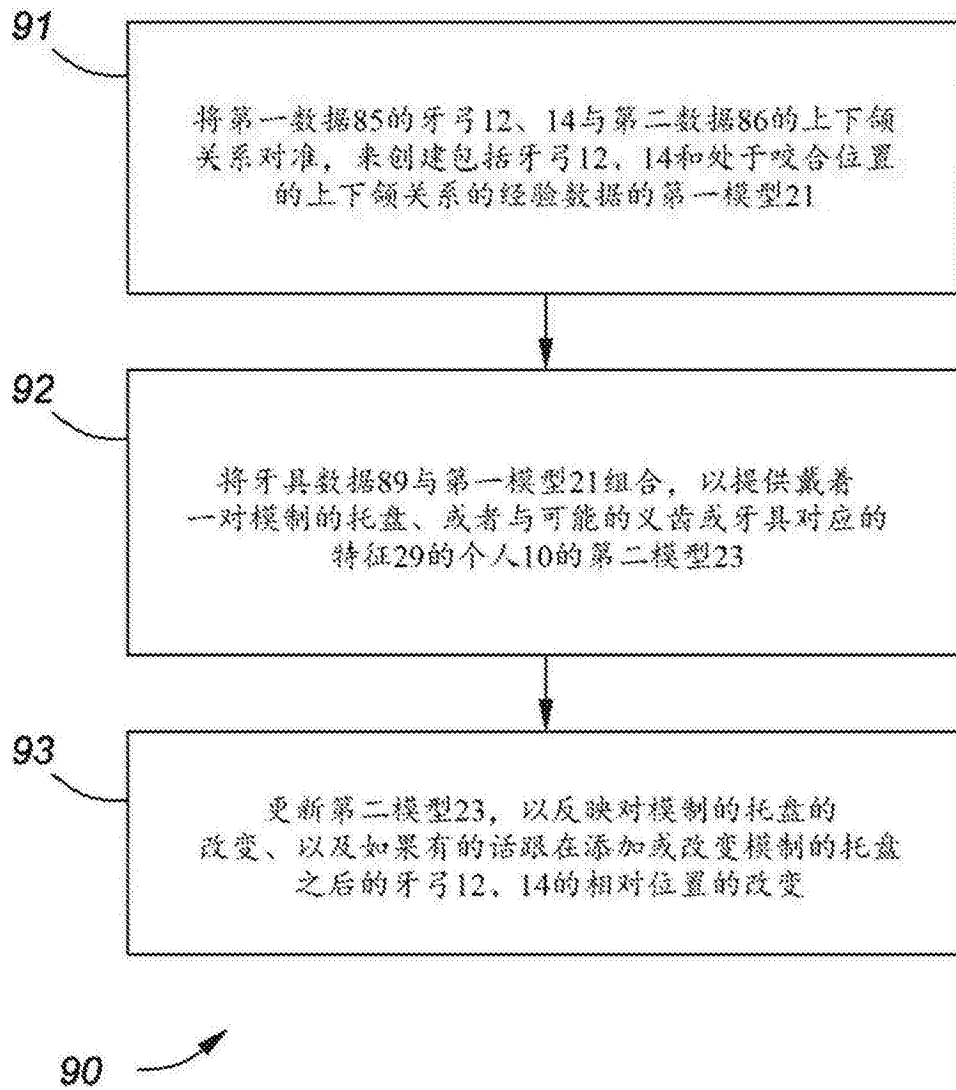 91
将第一数据85的牙弓12、14与第二数据86的上下颌
关系对准，来创建包括牙弓12，14和处于咬合位置
的上下颌关系的经验数据的第一模型21
92
将牙具数据89与第一模型21组合，以提供戴着
一对模制的托盘、或者与可能的义齿或牙具对应的
特征29的个人10的第二模型23
93
更新第二模型23，以反映对模制的托盘的
改变、以及如果有的话跟在添加或改变模制的托盘
之后的牙弓12，14的相对位置的改变
90